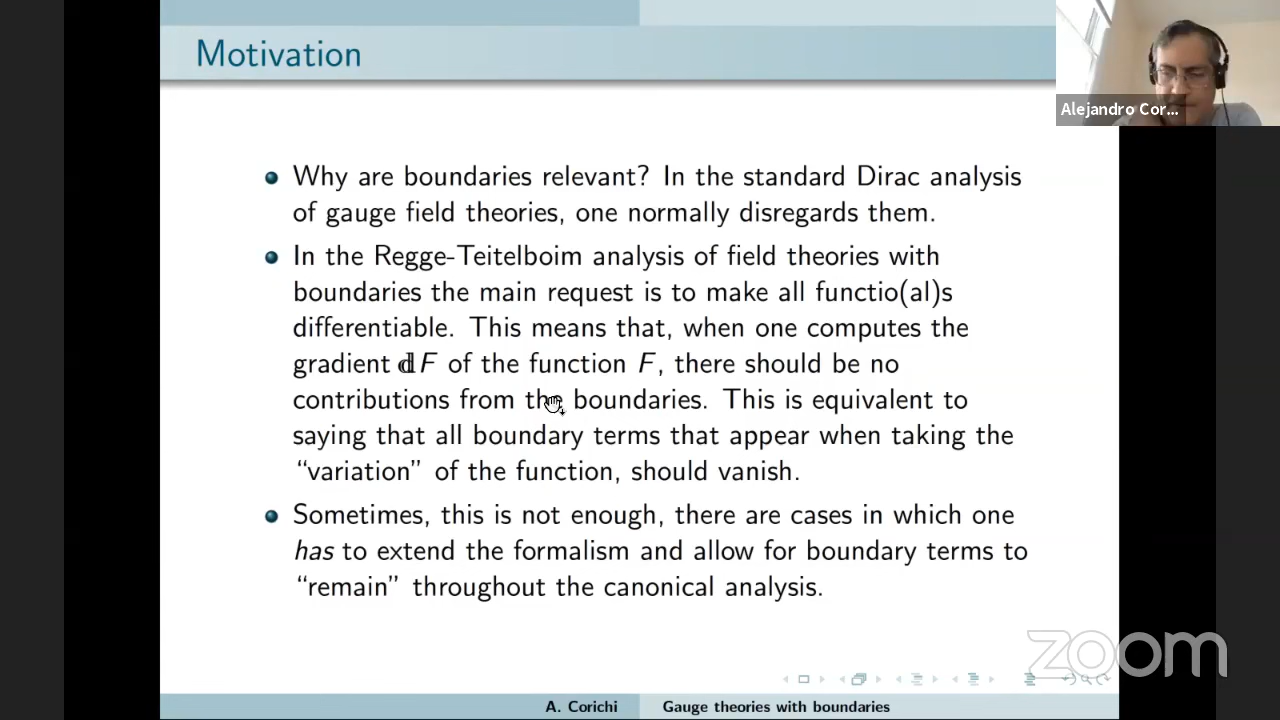 Motivation
Alejandro Cor...
Why are boundaries relevant? In the standard Dirac analysis
of gauge field theories, one normally disregards them.
In the Regge-Teitelboim analysis of field theories with
boundaries the main request is to make all functio(al)s
differentiable. This means that, when one computes the
gradient 𝕕F of the function F, there should be no
contributions from the boundaries. This is equivalent to
saying that all boundary terms that appear when taking the
“variation” of the function, should vanish.
Sometimes, this is not enough, there are cases in which one
has to extend the formalism and allow for boundary terms to
“remain” throughout the canonical analysis.
zoom
A. Corichi
Gauge theories with boundaries